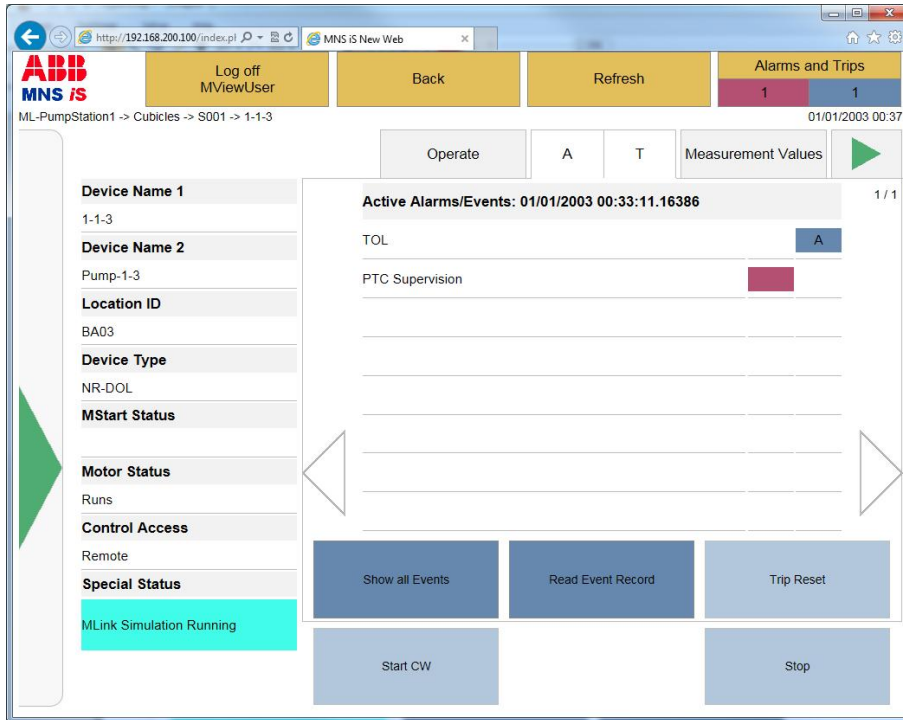 http://192.168.200.100/index.pl
MNS iS New Web
ABB
MNS iS
Log off
MViewUser
Back
Refresh
Alarms and Trips
1
1
ML-PumpStation1 -> Cubicles -> S001 -> 1-1-3
01/01/2003 00:37
Operate
A
T
Measurement Values
Device Name 1
1-1-3
Device Name 2
Pump-1-3
Location ID
BA03
Device Type
NR-DOL
MStart Status
Motor Status
Runs
Control Access
Remote
Special Status
MLink Simulation Running
Active Alarms/Events: 01/01/2003 00:33:11.16386
1 / 1
TOL
A
PTC Supervision
Show all Events
Read Event Record
Trip Reset
Start CW
Stop